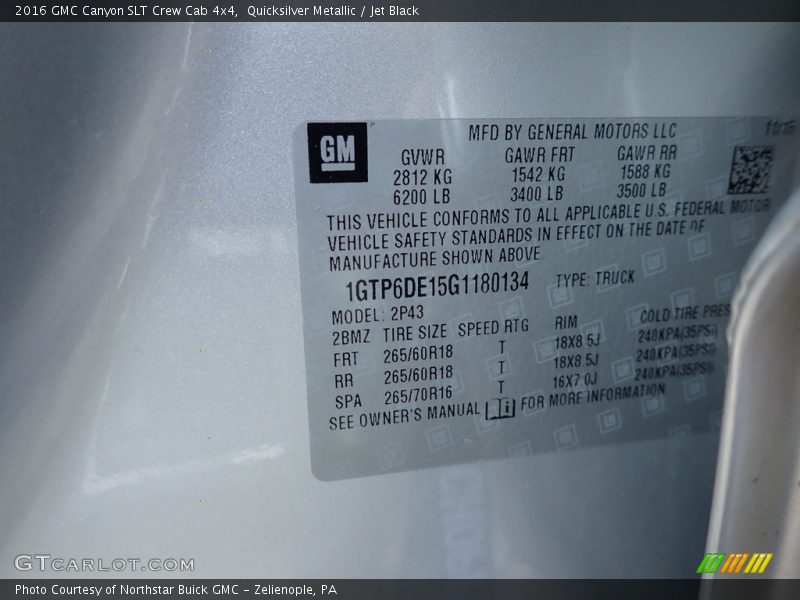 2016 GMC Canyon SLT Crew Cab 4x4, Quicksilver Metallic / Jet Black
GM
MFD BY GENERAL MOTORS LLC
GVWR GAWR FRT GAWR RR
2812 KG 1542 KG 1588 KG
6200 LB 3400 LB 3500 LB
THIS VEHICLE CONFORMS TO ALL APPLICABLE U.S. FEDERAL MOTOR
VEHICLE SAFETY STANDARDS IN EFFECT ON THE DATE OF
MANUFACTURE SHOWN ABOVE
1GTP6DE15G1180134 TYPE: TRUCK
MODEL: 2P43
2BMZ TIRE SIZE SPEED RTG RIM COLD TIRE PRES
FRT 265/60R18 T 18X8.5J 240KPA(35PSI)
RR 265/60R18 T 18X8.5J 240KPA(35PSI)
SPA 265/70R16 T 16X7.0J 240KPA(35PSI)
SEE OWNER'S MANUAL i FOR MORE INFORMATION
GTCARLOT.COM
Photo Courtesy of Northstar Buick GMC – Zelienople, PA